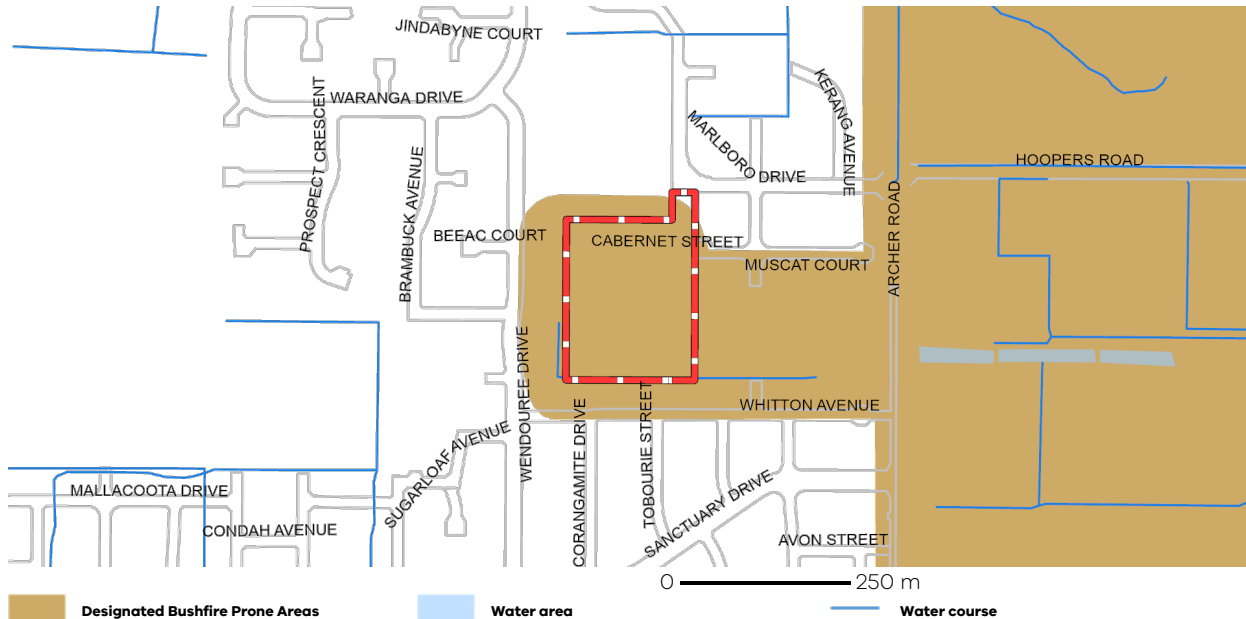 JINDABYNE COURT
WARANGA DRIVE
PROSPECT CRESCENT
BRAMBUCK AVENUE
KERANG AVENUE
MARLBORO DRIVE
HOOPERS ROAD
ARCHER ROAD
BEEAC COURT
CABERNET STREET
MUSCAT COURT
WENDOUREE DRIVE
WHITTON AVENUE
CORANGAMITE DRIVE
TOBOURIE STREET
SUGARLOAF AVENUE
MALLACOOTA DRIVE
CONDAH AVENUE
SANCTUARY DRIVE
AVON STREET
0 250 m
Designated Bushfire Prone Areas
Water area
Water course